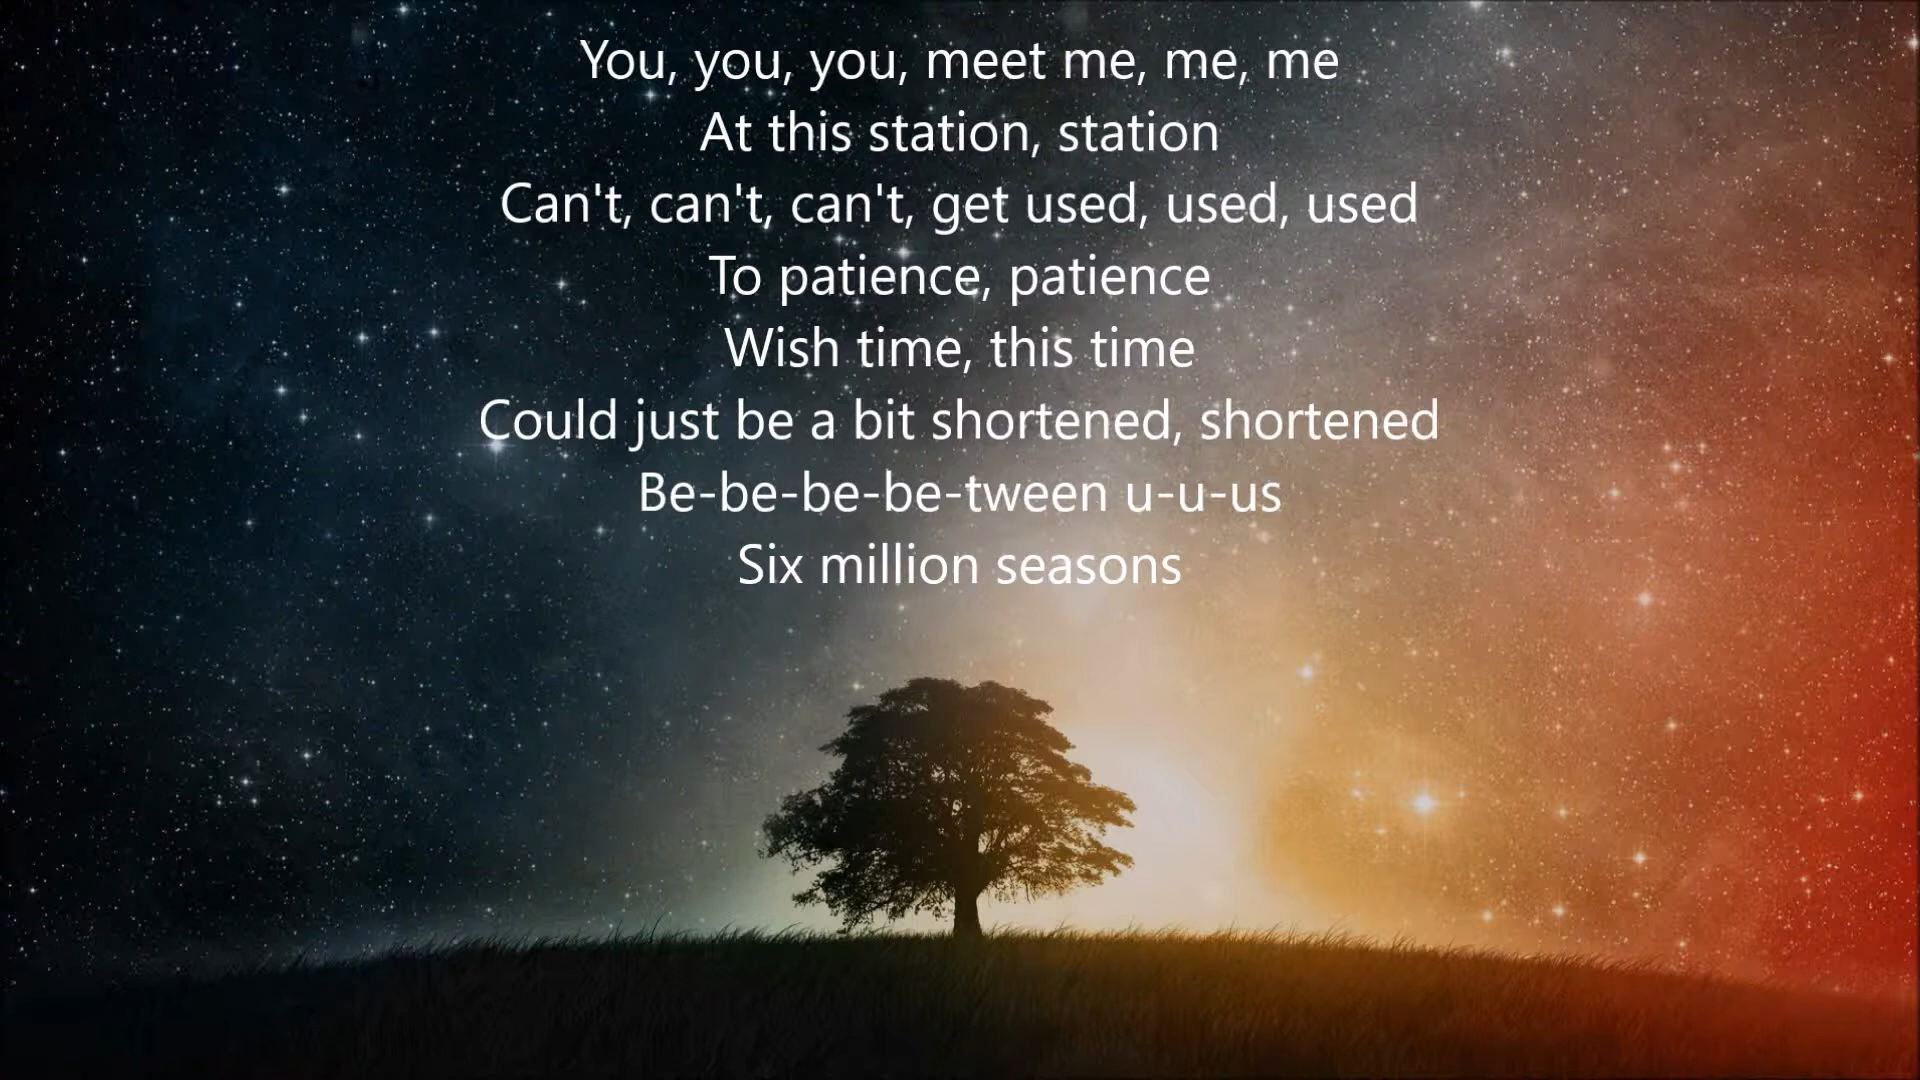 You, you, you, meet me, me, me
At this station, station
Can't, can't, can't, get used, used, used
To patience, patience
Wish time, this time
Could just be a bit shortened, shortened
Be-be-be-be-tween u-u-us
Six million seasons